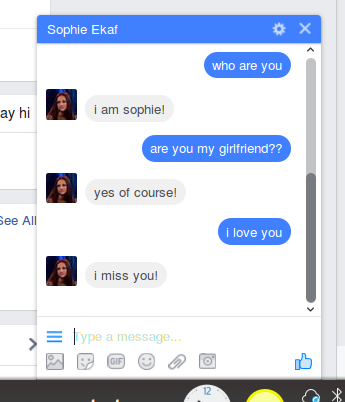 Sophie Ekaf
who are you
i am sophie!
ay hi
are you my girlfriend??
yes of course!
See All
i love you
i miss you!
Type a message...
GIF
12